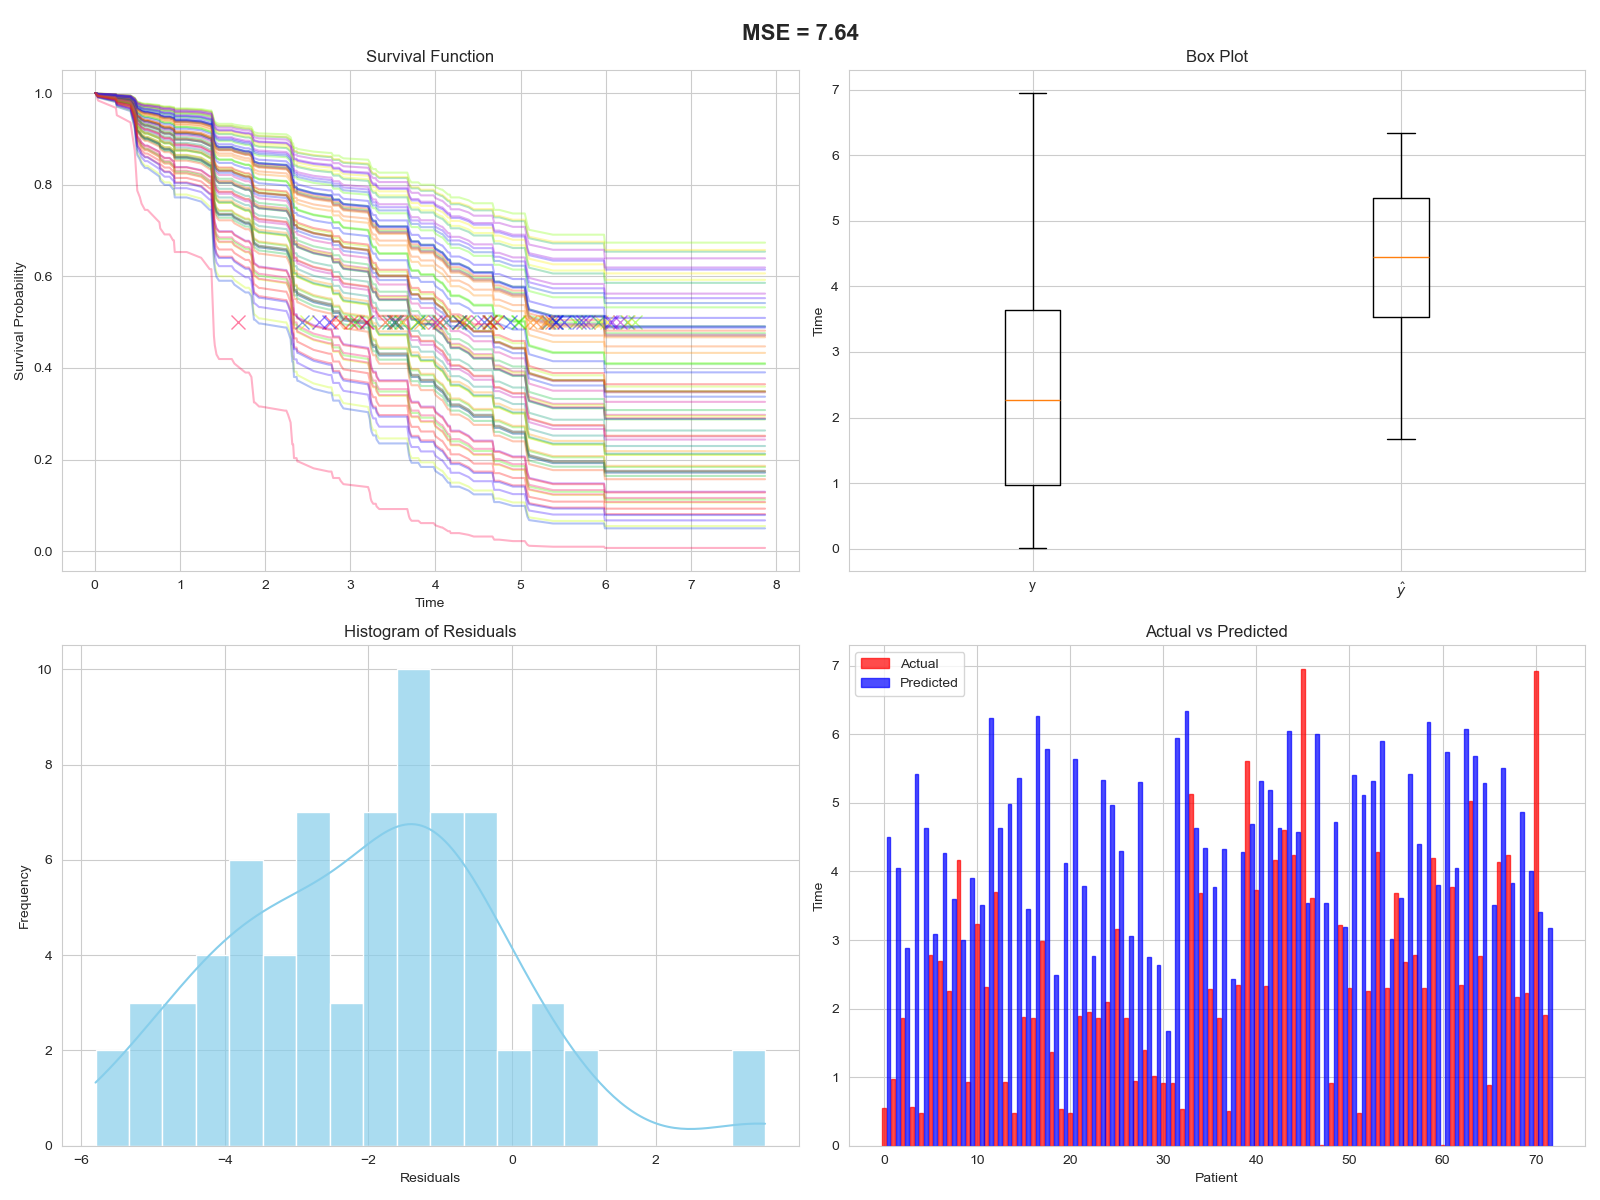 MSE = 7.64
Survival Function
Survival Probability
1.0
0.8
0.6
0.4
0.2
0.0
0 1 2 3 4 5 6 7 8
Time
Box Plot
Time
7
6
5
4
3
2
1
0
y ŷ
Histogram of Residuals
Frequency
10
8
6
4
2
0
−6 −4 −2 0 2
Residuals
Actual vs Predicted
Actual
Predicted
Time
7
6
5
4
3
2
1
0
0 10 20 30 40 50 60 70
Patient